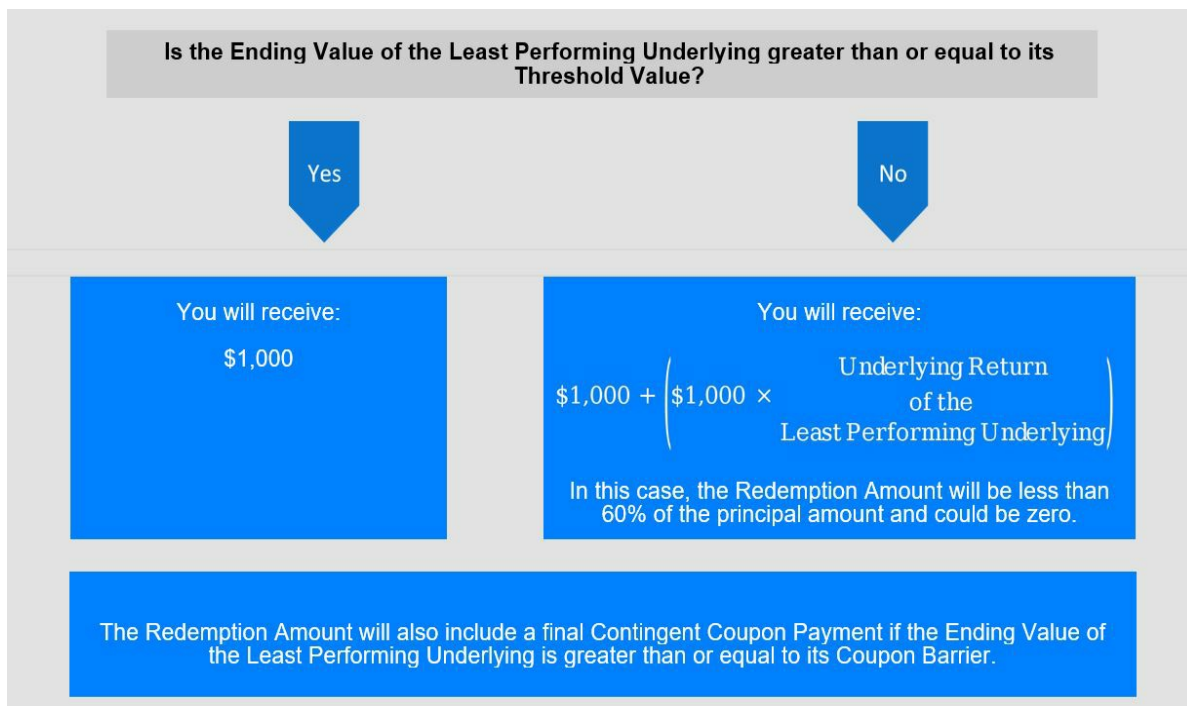 Is the Ending Value of the Least Performing Underlying greater than or equal to its
Threshold Value?
Yes
No
You will receive:
$1,000
You will receive:
$1,000 + ($1,000 × Underlying Return
of the
Least Performing Underlying)
In this case, the Redemption Amount will be less than
60% of the principal amount and could be zero.
The Redemption Amount will also include a final Contingent Coupon Payment if the Ending Value of
the Least Performing Underlying is greater than or equal to its Coupon Barrier.